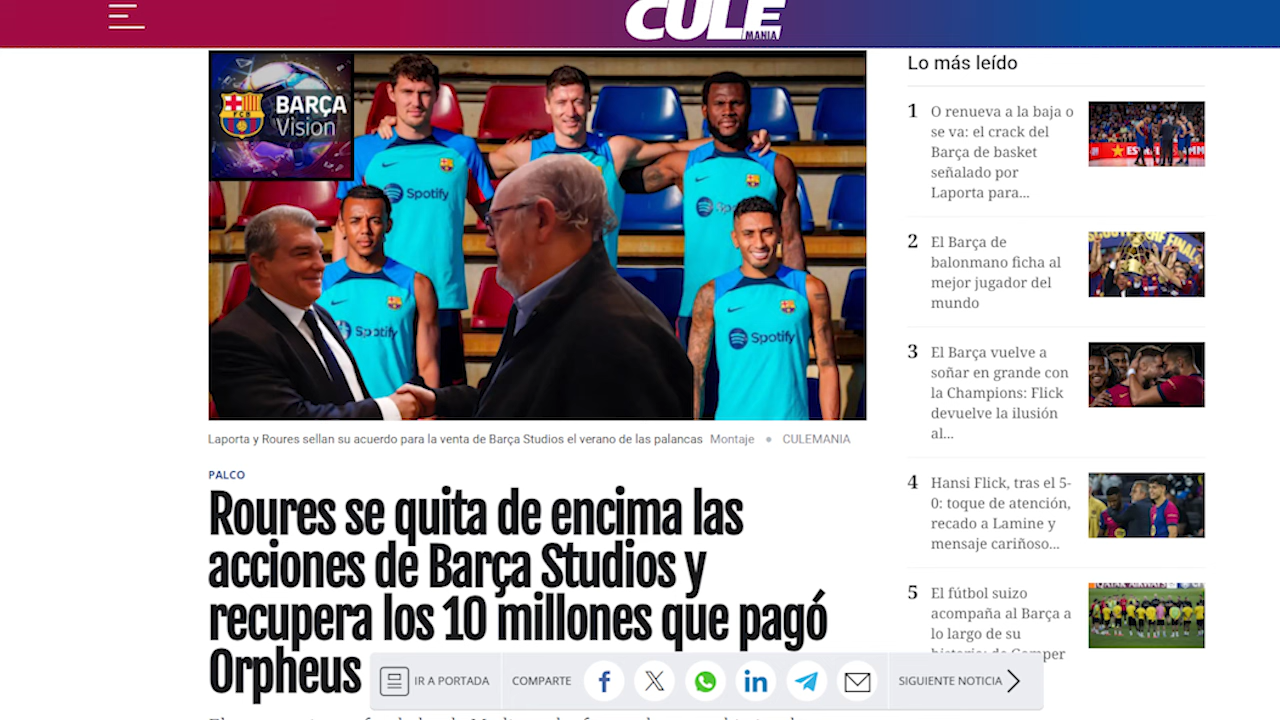 CULE
MANIA
BARÇA
Vision
Spotify
Spotify
Spotify
Laporta y Roures sellan su acuerdo para la venta de Barça Studios el verano de las palancas Montaje • CULEMANIA
PALCO
Roures se quita de encima las
acciones de Barça Studios y
recupera los 10 millones que pagó
Orpheus
Lo más leído
1 O renueva a la baja o
se va: el crack del
Barça de basket
señalado por
Laporta para...
2 El Barça de
balonmano ficha al
mejor jugador del
mundo
3 El Barça vuelve a
soñar en grande con
la Champions: Flick
devuelve la ilusión
al...
4 Hansi Flick, tras el 5-
0: toque de atención,
recado a Lamine y
mensaje cariñoso...
5 El fútbol suizo
acompaña al Barça a
lo largo de su
IR A PORTADA COMPARTE SIGUIENTE NOTICIA